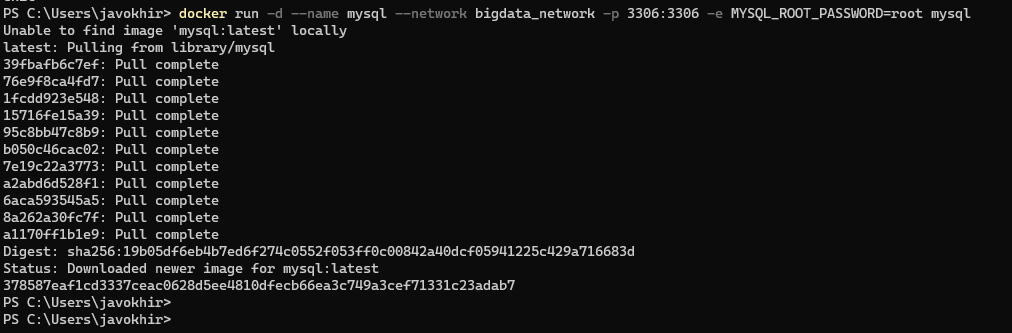 PS C:\Users\javokhir> docker run -d --name mysql --network bigdata_network -p 3306:3306 -e MYSQL_ROOT_PASSWORD=root mysql
Unable to find image 'mysql:latest' locally
latest: Pulling from library/mysql
39fbafb6c7ef: Pull complete
76e9f8ca4fd7: Pull complete
1fcdd923e548: Pull complete
15716fe15a39: Pull complete
95c8bb47c8b9: Pull complete
b050c46cac02: Pull complete
7e19c22a3773: Pull complete
a2abd6d528f1: Pull complete
6aca593545a5: Pull complete
8a262a30fc7f: Pull complete
a1170ff1b1e9: Pull complete
Digest: sha256:19b05df6eb4b7ed6f274c0552f053ff0c00842a40dcf05941225c429a716683d
Status: Downloaded newer image for mysql:latest
378587eaf1cd3337ceac0628d5ee4810dfecb66ea3c749a3cef71331c23adab7
PS C:\Users\javokhir>
PS C:\Users\javokhir>